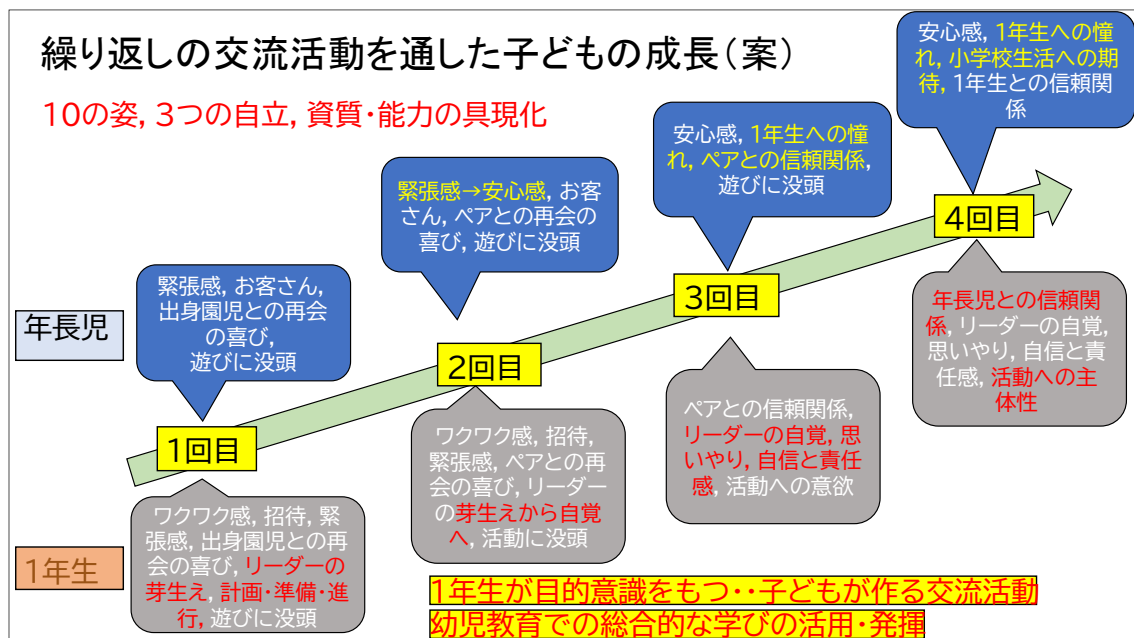 繰り返しの交流活動を通した子どもの成長(案)
10の姿, 3つの自立, 資質・能力の具現化
年長児
緊張感, お客さん,
出身園児との再会
の喜び,
遊びに没頭
緊張感→安心感, お客
さん, ペアとの再会の
喜び, 遊びに没頭
安心感, 1年生への憧
れ, ペアとの信頼関係,
遊びに没頭
安心感, 1年生への憧
れ, 小学校生活への期
待, 1年生との信頼関
係
1回目
2回目
3回目
4回目
1年生
ワクワク感, 招待, 緊
張感, 出身園児との再
会の喜び, リーダーの
芽生え, 計画・準備・進
行, 遊びに没頭
ワクワク感, 招待,
緊張感, ペアとの再
会の喜び, リーダー
の芽生えから自覚
へ, 活動に没頭
ペアとの信頼関係,
リーダーの自覚, 思
いやり, 自信と責任
感, 活動への意欲
年長児との信頼関
係, リーダーの自覚,
思いやり, 自信と責
任感, 活動への主
体性
1年生が目的意識をもつ・・子どもが作る交流活動
幼児教育での総合的な学びの活用・発揮